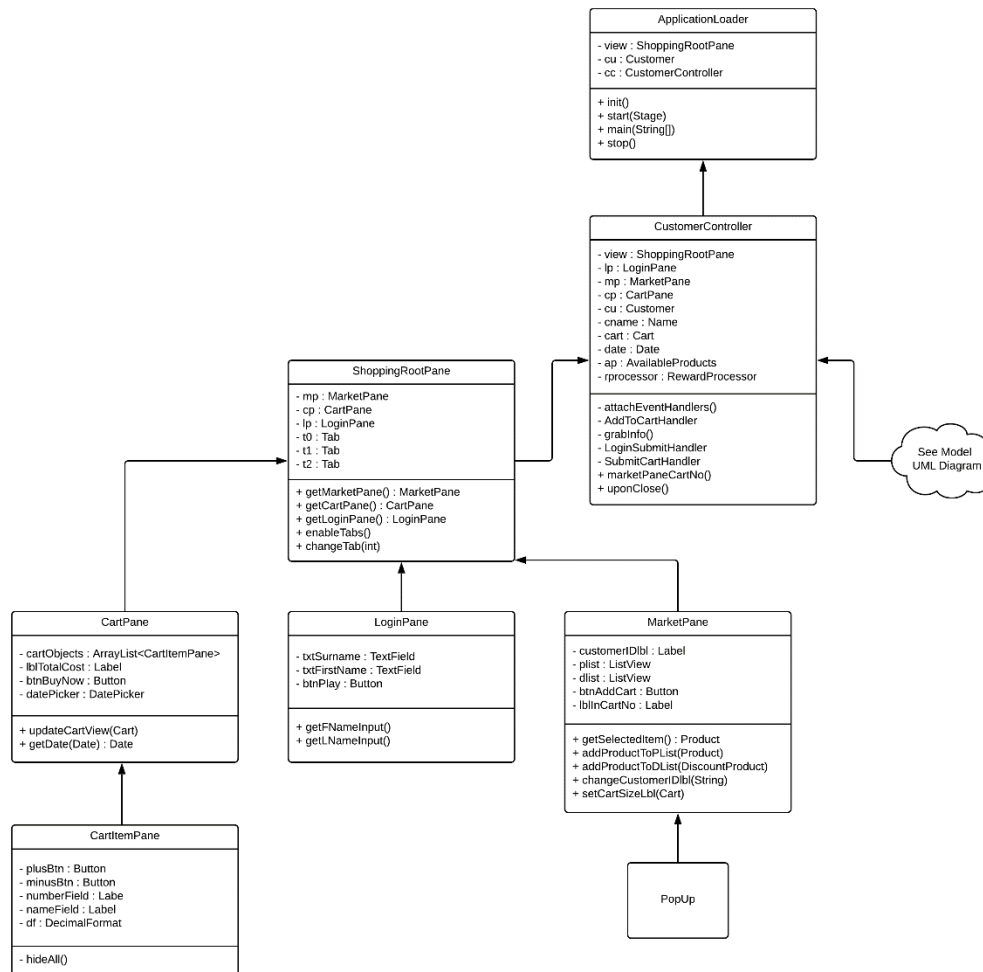 ApplicationLoader
- view : ShoppingRootPane
- cu : Customer
- cc : CustomerController
+ init()
+ start(Stage)
+ main(String[])
+ stop()
CustomerController
- view : ShoppingRootPane
- lp : LoginPane
- mp : MarketPane
- cp : CartPane
- cu : Customer
- cname : Name
- cart : Cart
- date : Date
- ap : AvailableProducts
- rprocessor : RewardProcessor
- attachEventHandlers()
- AddToCartHandler
- grabInfo()
- LoginSubmitHandler
- SubmitCartHandler
+ marketPaneCartNo()
+ uponClose()
See Model
UML Diagram
ShoppingRootPane
- mp : MarketPane
- cp : CartPane
- lp : LoginPane
- t0 : Tab
- t1 : Tab
- t2 : Tab
+ getMarketPane() : MarketPane
+ getCartPane() : CartPane
+ getLoginPane() : LoginPane
+ enableTabs()
+ changeTab(int)
CartPane
- cartObjects : ArrayList<CartItemPane>
- lblTotalCost : Label
- btnBuyNow : Button
- datePicker : DatePicker
+ updateCartView(Cart)
+ getDate(Date) : Date
LoginPane
- txtSurname : TextField
- txtFirstName : TextField
- btnPlay : Button
+ getFNameInput()
+ getLNameInput()
MarketPane
- customerIDlbl : Label
- plist : ListView
- dlist : ListView
- btnAddCart : Button
- lblInCartNo : Label
+ getSelectedItem() : Product
+ addProductToPList(Product)
+ addProductToDList(DiscountProduct)
+ changeCustomerIDlbl(String)
+ setCartSizeLbl(Cart)
CartItemPane
- plusBtn : Button
- minusBtn : Button
- numberField : Labe
- nameField : Label
- df : DecimalFormat
- hideAll()
PopUp